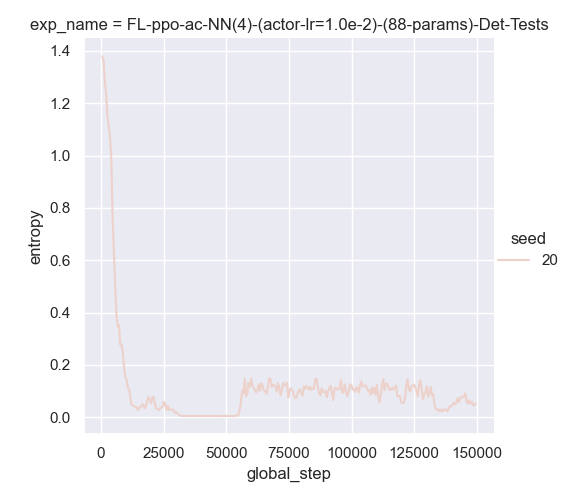 exp_name = FL-ppo-ac-NN(4)-(actor-lr=1.0e-2)-(88-params)-Det-Tests
1.4
1.2
1.0
0.8
0.6
0.4
0.2
0.0
entropy
0 25000 50000 75000 100000 125000 150000
global_step
seed
20